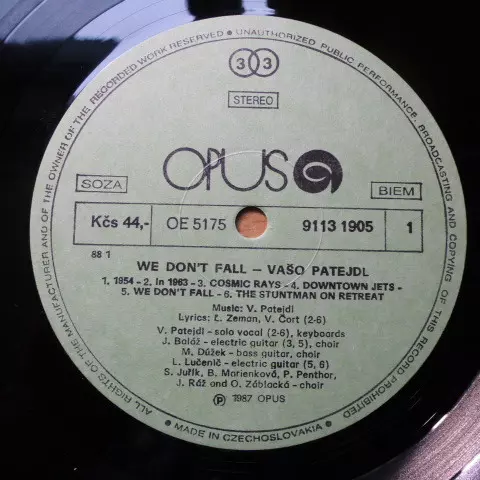 ALL RIGHTS OF THE MANUFACTURER AND OF THE OWNER OF THE RECORDED WORK RESERVED • UNAUTHORIZED PUBLIC PERFORMANCE, BROADCASTING AND COPYING OF THIS RECORD PROHIBITED
33
STEREO
SOZA OPUS BIEM
Kčs 44,- OE 5175 9113 1905 1
88 1
WE DON'T FALL – VAŠO PATEJDL
1. 1954 - 2. In 1963 - 3. COSMIC RAYS - 4. DOWNTOWN JETS -
5. WE DON'T FALL - 6. THE STUNTMAN ON RETREAT
Music: V. Patejdl
Lyrics: Ľ. Zeman, V. Čort (2-6)
V. Patejdl - solo vocal (2-6), keyboards
J. Baláž - electric guitar (3, 5), choir
M. Dúžek - bass guitar, choir
L. Lučenič - electric guitar (5, 6)
S. Juřík, B. Marienková, P. Penthor,
J. Ráž and O. Záblacká - choir
Ⓟ 1987 OPUS
• MADE IN CZECHOSLOVAKIA •